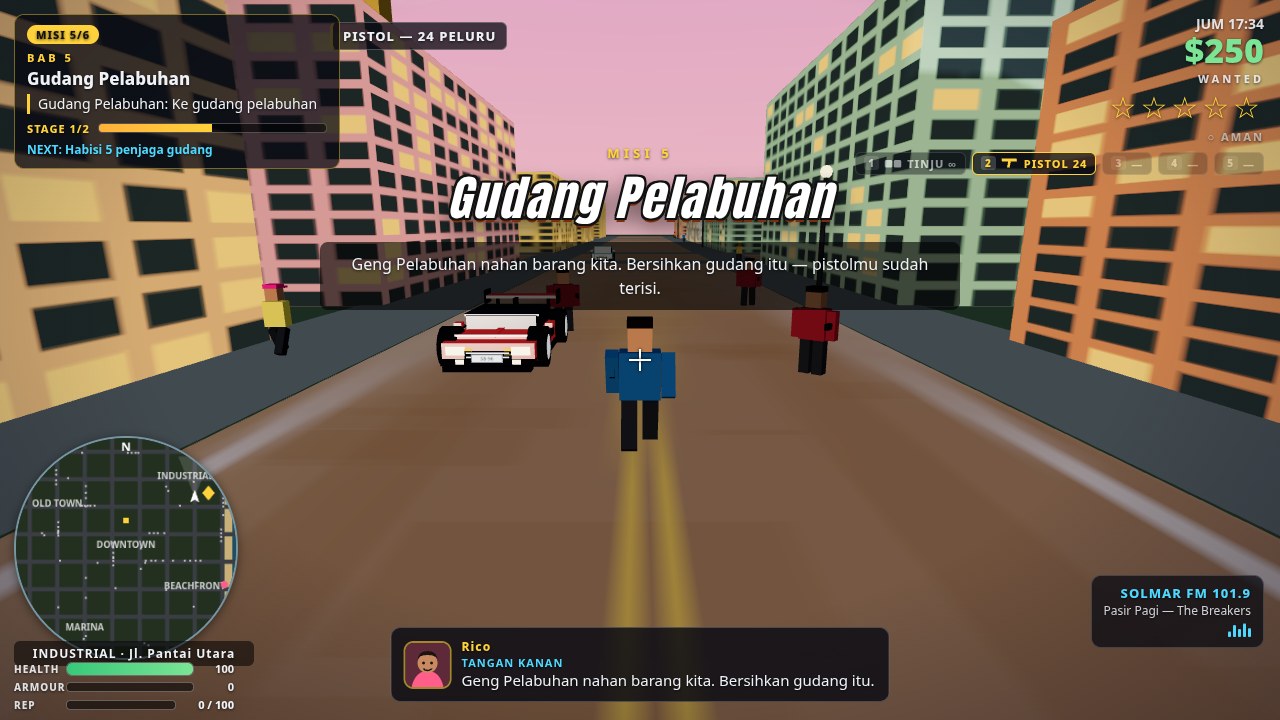 MISI 5/6
BAB 5
Gudang Pelabuhan
Gudang Pelabuhan: Ke gudang pelabuhan
STAGE 1/2
NEXT: Habisi 5 penjaga gudang
PISTOL — 24 PELURU
JUM 17:34
$250
WANTED
○ AMAN
1 TINJU ∞
2 PISTOL 24
3 —
4 —
5 —
MISI 5
Gudang Pelabuhan
Geng Pelabuhan nahan barang kita. Bersihkan gudang itu — pistolmu sudah
terisi.
N
INDUSTRIA
OLD TOWN
DOWNTOWN
BEACHFRONT
MARINA
INDUSTRIAL · Jl. Pantai Utara
HEALTH 100
ARMOUR 0
REP 0 / 100
Rico
TANGAN KANAN
Geng Pelabuhan nahan barang kita. Bersihkan gudang itu.
SOLMAR FM 101.9
Pasir Pagi — The Breakers